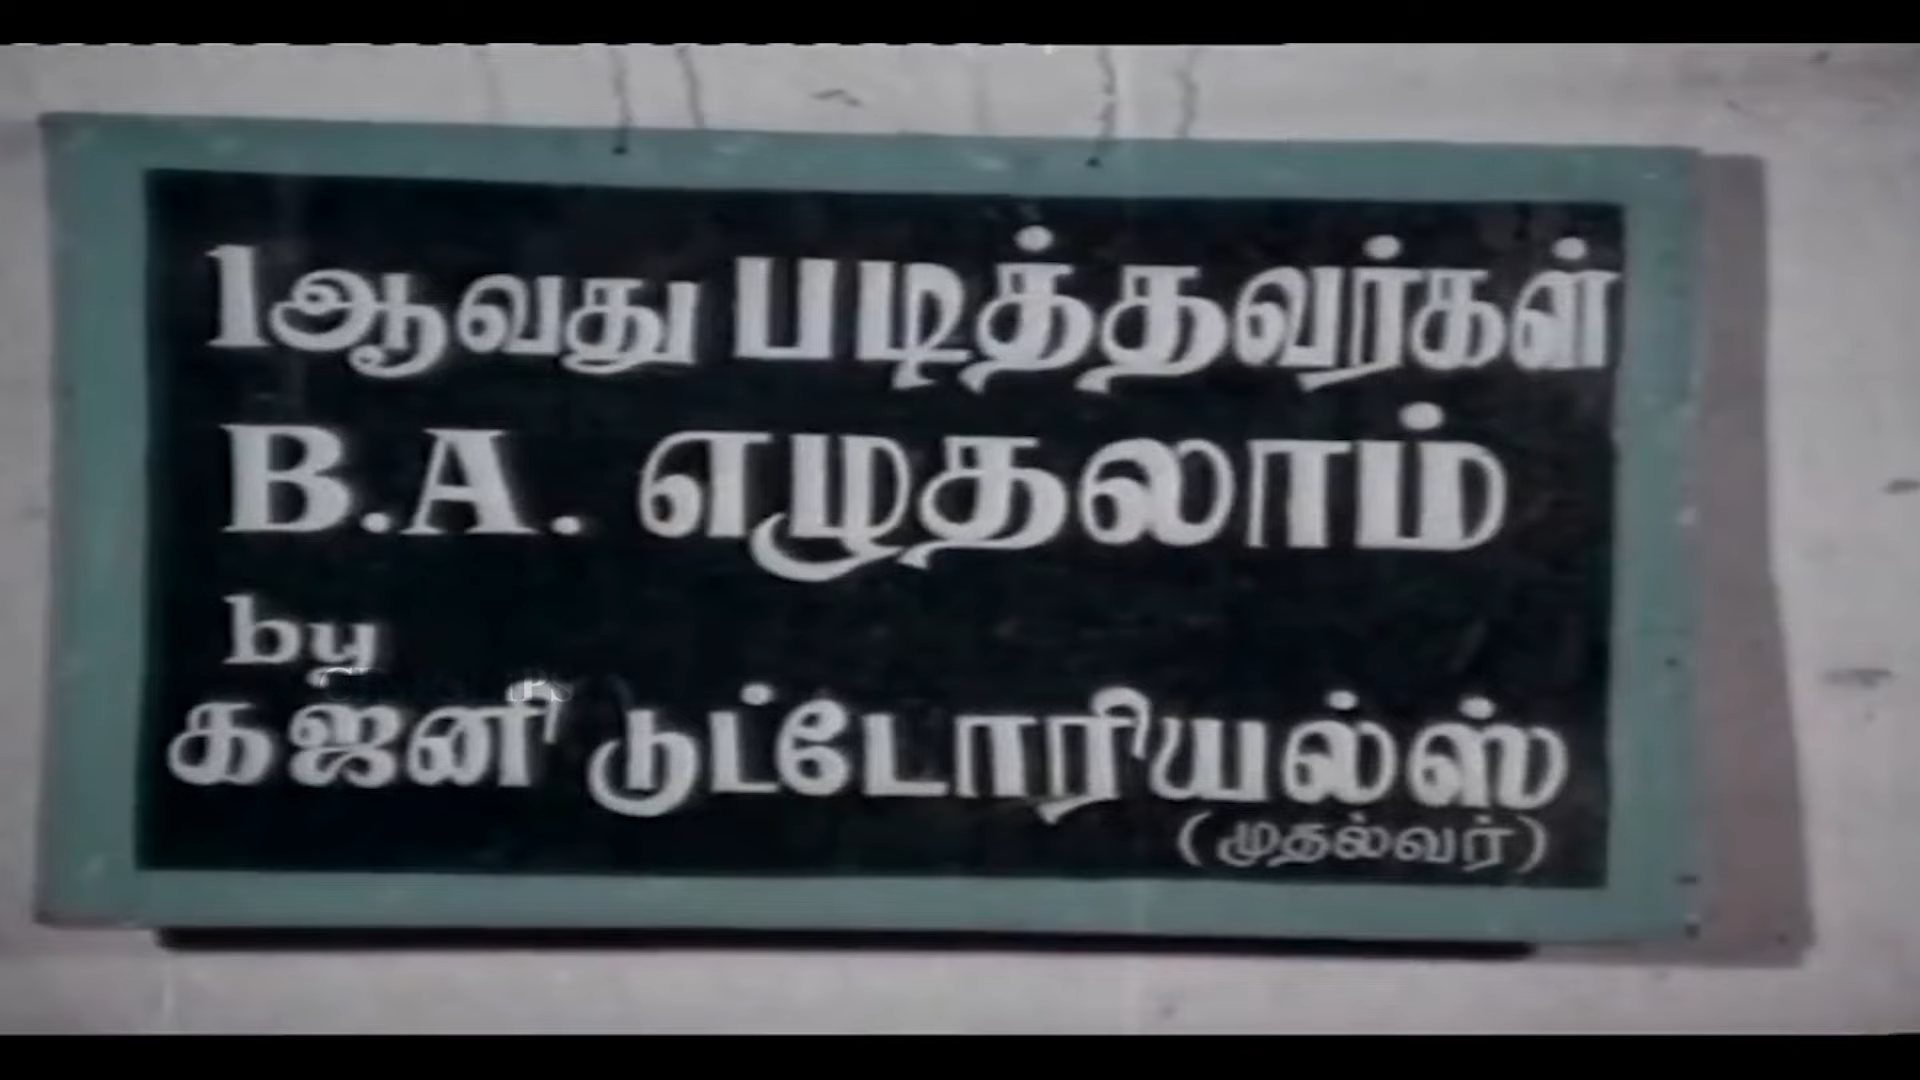 1ஆவது படித்தவர்கள்
B.A. எழுதலாம்
by
கஜனி டுட்டோரியல்ஸ்
(முதல்வர்)